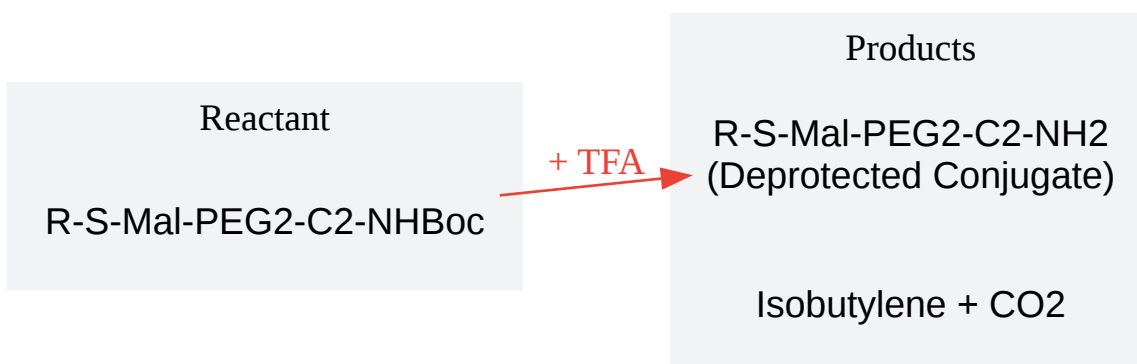 Reactant
R-S-Mal-PEG2-C2-NHBoc
+ TFA
Products
R-S-Mal-PEG2-C2-NH2
(Deprotected Conjugate)
Isobutylene + CO2